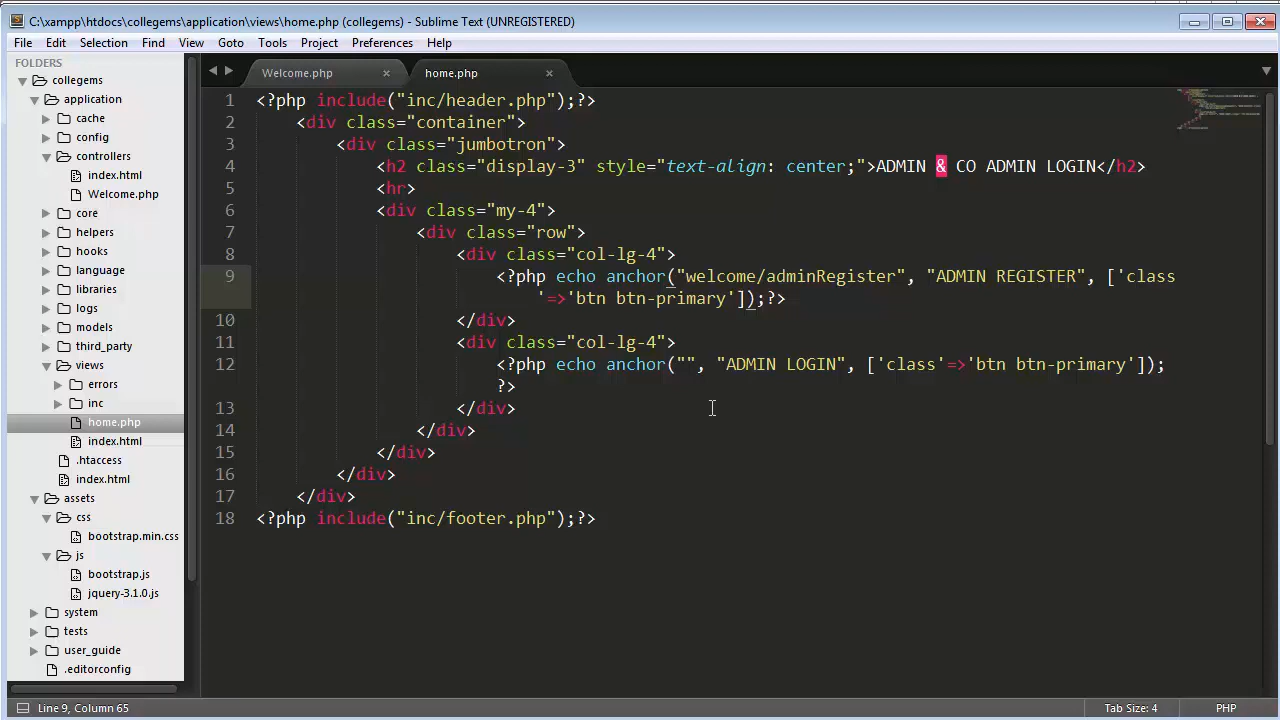 C:\xampp\htdocs\collegems\application\views\home.php (collegems) - Sublime Text (UNREGISTERED)
File Edit Selection Find View Goto Tools Project Preferences Help
FOLDERS
collegems
application
cache
config
controllers
index.html
Welcome.php
core
helpers
hooks
language
libraries
logs
models
third_party
views
errors
inc
home.php
index.html
.htaccess
index.html
assets
css
bootstrap.min.css
js
bootstrap.js
jquery-3.1.0.js
system
tests
user_guide
.editorconfig
Welcome.php × home.php ×
1 <?php include("inc/header.php");?>
2 <div class="container">
3 <div class="jumbotron">
4 <h2 class="display-3" style="text-align: center;">ADMIN & CO ADMIN LOGIN</h2>
5 <hr>
6 <div class="my-4">
7 <div class="row">
8 <div class="col-lg-4">
9 <?php echo anchor("welcome/adminRegister", "ADMIN REGISTER", ['class
'=>'btn btn-primary']);?>
10 </div>
11 <div class="col-lg-4">
12 <?php echo anchor("", "ADMIN LOGIN", ['class'=>'btn btn-primary']);
?>
13 </div>
14 </div>
15 </div>
16 </div>
17 </div>
18 <?php include("inc/footer.php");?>
Line 9, Column 65 Tab Size: 4 PHP